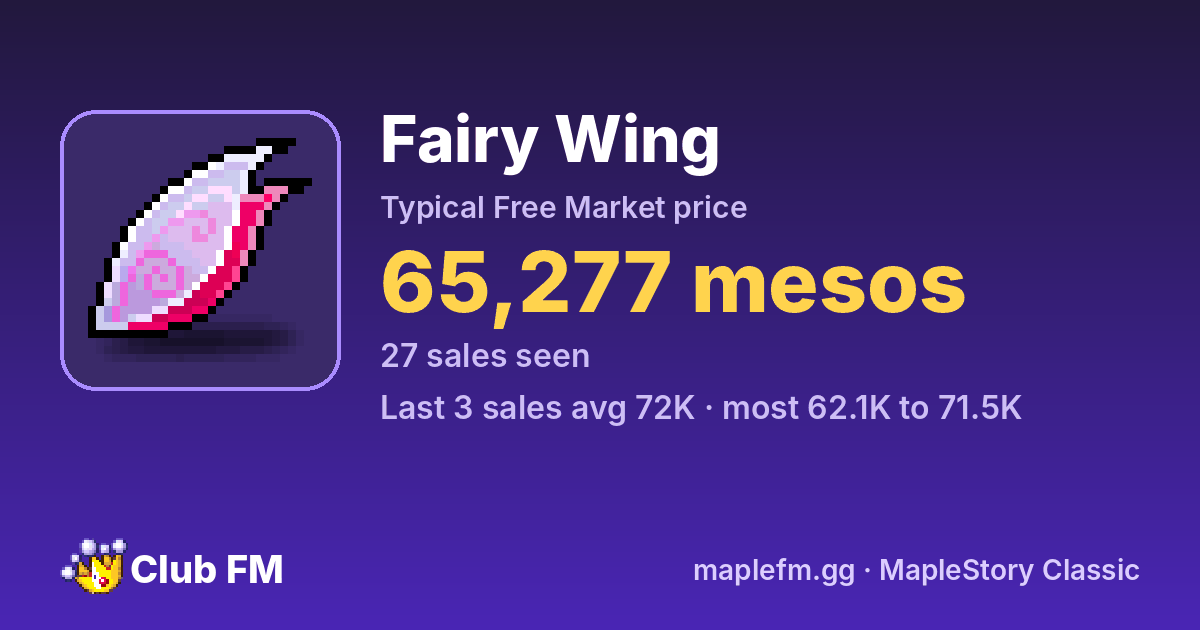 Fairy Wing
Typical Free Market price
65,277 mesos
27 sales seen
Last 3 sales avg 72K · most 62.1K to 71.5K
Club FM
maplefm.gg · MapleStory Classic